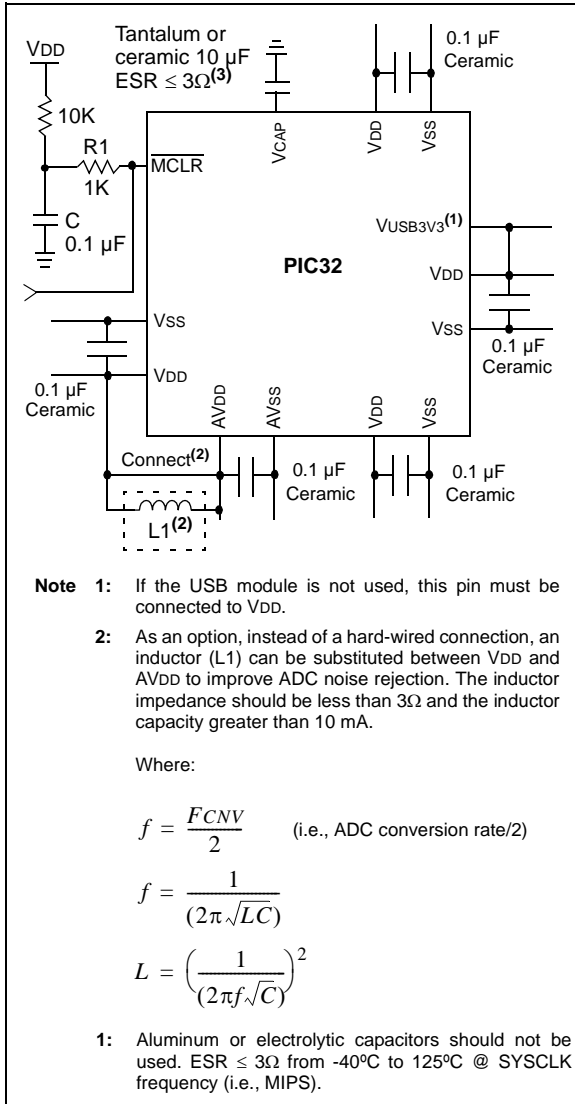 VDD
Tantalum or
ceramic 10 µF
ESR ≤ 3Ω(3)
0.1 µF
Ceramic
10K
R1
1K
MCLR
VCAP
VDD
VSS
C
0.1 µF
VUSB3V3(1)
PIC32
VDD
VSS
VSS
VDD
0.1 µF
Ceramic
0.1 µF
Ceramic
AVDD
AVSS
VDD
VSS
Connect(2)
0.1 µF
Ceramic
0.1 µF
Ceramic
L1(2)
Note 1: If the USB module is not used, this pin must be
connected to VDD.
2: As an option, instead of a hard-wired connection, an
inductor (L1) can be substituted between VDD and
AVDD to improve ADC noise rejection. The inductor
impedance should be less than 3Ω and the inductor
capacity greater than 10 mA.
Where:
f = FCNV / 2 (i.e., ADC conversion rate/2)
f = 1 / (2π√LC)
L = (1 / (2πf√C))²
1: Aluminum or electrolytic capacitors should not be
used. ESR ≤ 3Ω from -40ºC to 125ºC @ SYSCLK
frequency (i.e., MIPS).